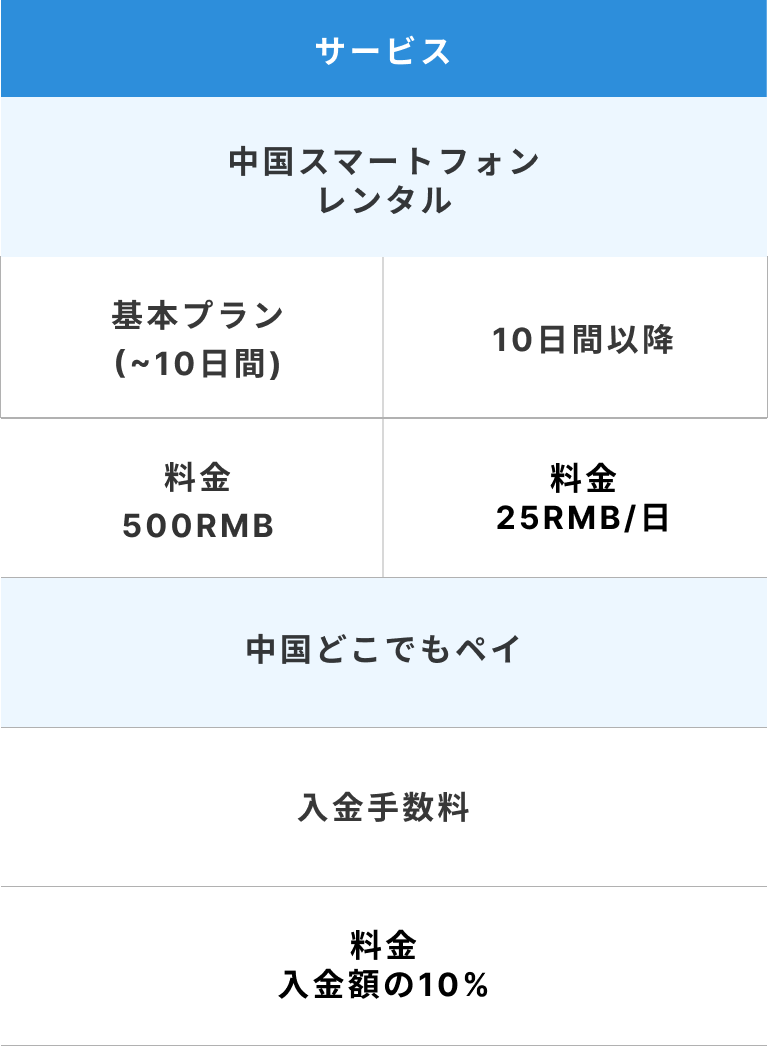 サービス
中国スマートフォン
レンタル
基本プラン
(~10日間)
10日間以降
料金
500RMB
料金
25RMB/日
中国どこでもペイ
入金手数料
料金
入金額の10%